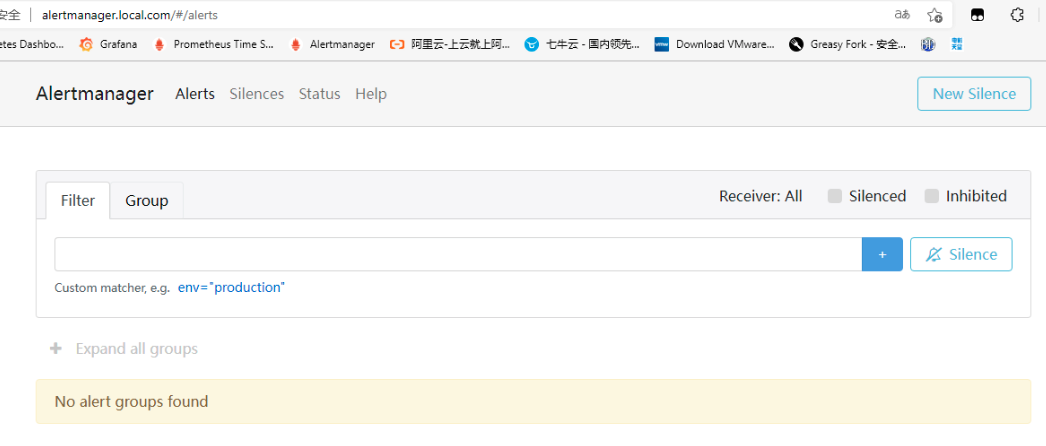 安全 alertmanager.local.com/#/alerts aあ
etes Dashbo... Grafana Prometheus Time S... Alertmanager 阿里云-上云就上阿... 七牛云 - 国内领先... Download VMware... Greasy Fork - 安全...
Alertmanager Alerts Silences Status Help New Silence
Filter Group Receiver: All Silenced Inhibited
+ Silence
Custom matcher, e.g. env="production"
+ Expand all groups
No alert groups found